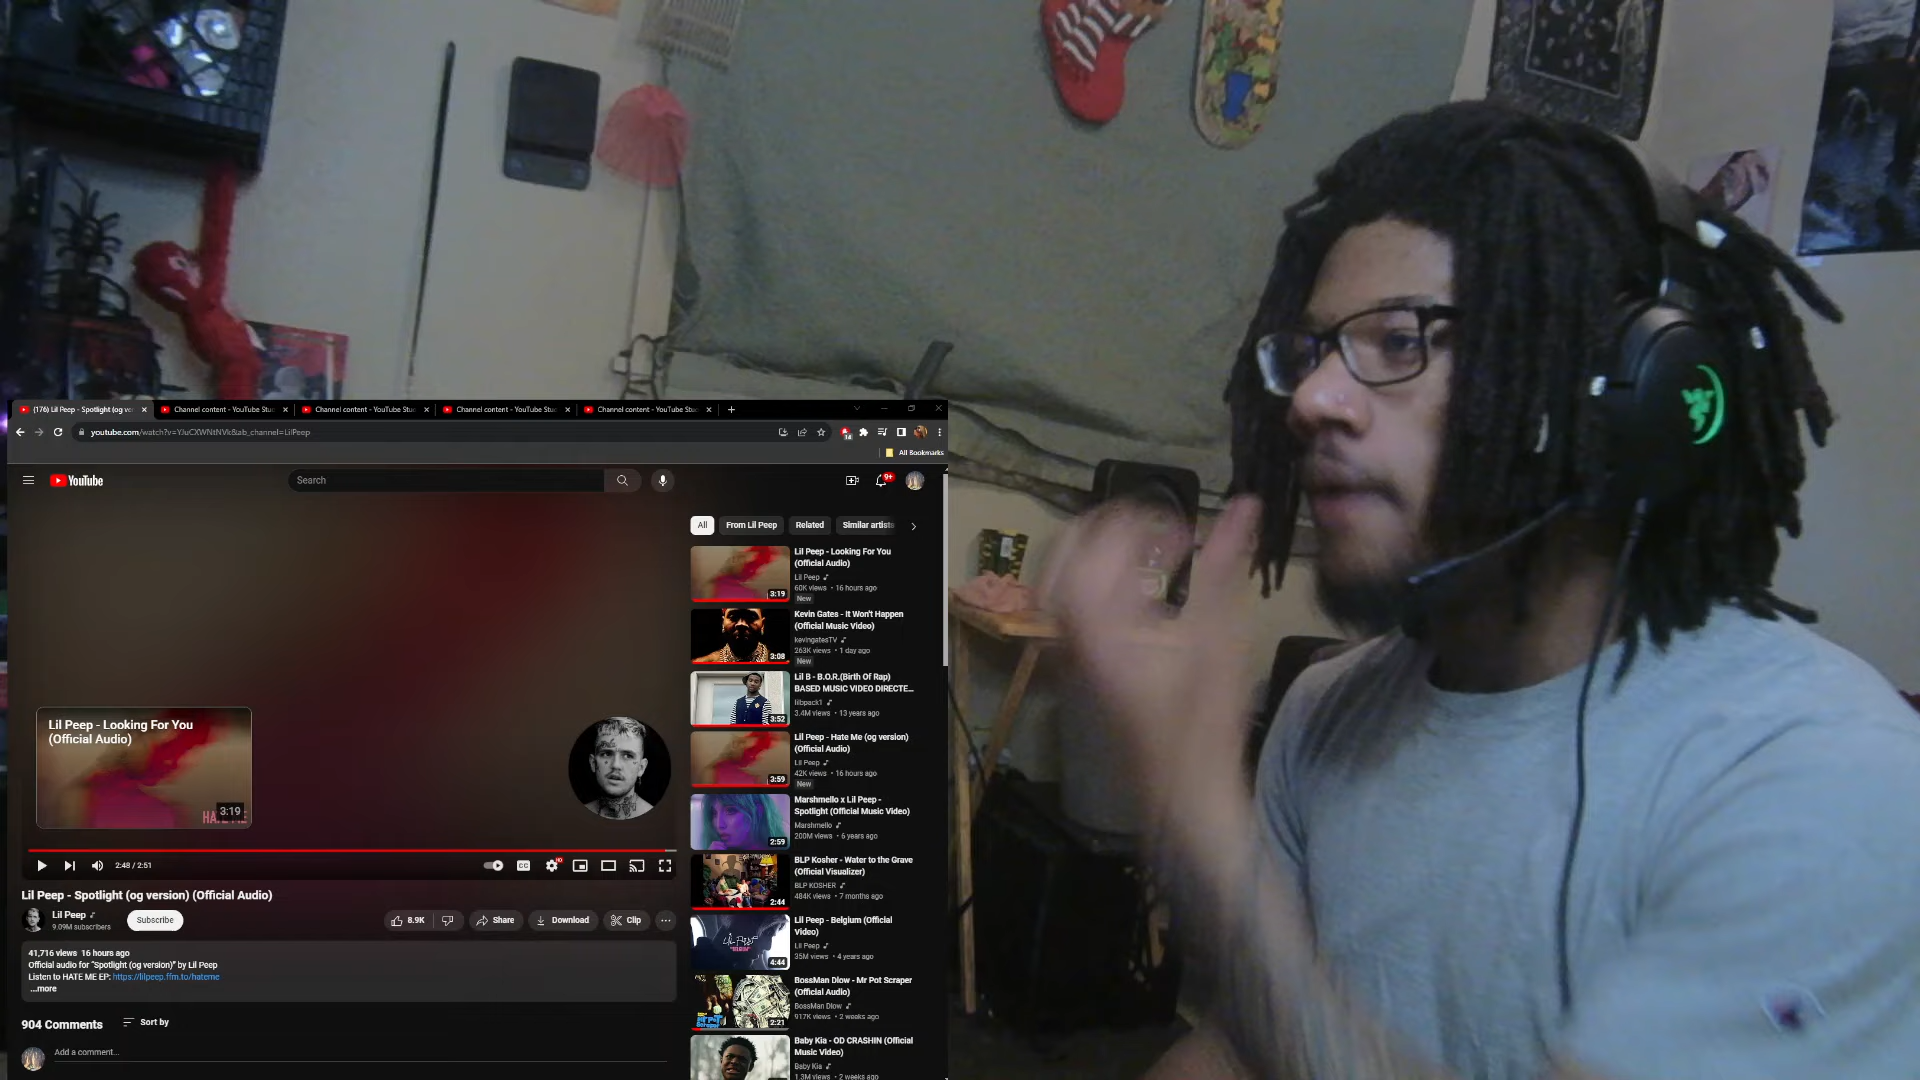 (176) Lil Peep - Spotlight (og ve
Channel content - YouTube Stu
Channel content - YouTube Stu
Channel content - YouTube Stu
Channel content - YouTube Stu
youtube.com/watch?v=YJuCXWNtNVk&ab_channel=LilPeep
14
All Bookmarks
YouTube
Search
9+
All
From Lil Peep
Related
Similar artists
Lil Peep - Looking For You
(Official Audio)
Lil Peep
60K views • 16 hours ago
New
3:19
Kevin Gates - It Won't Happen
(Official Music Video)
kevingatesTV
263K views • 1 day ago
New
3:08
Lil B - B.O.R.(Birth Of Rap)
BASED MUSIC VIDEO DIRECTE...
lilbpack1
3.4M views • 13 years ago
3:52
Lil Peep - Hate Me (og version)
(Official Audio)
Lil Peep
42K views • 16 hours ago
New
3:59
Marshmello x Lil Peep -
Spotlight (Official Music Video)
Marshmello
200M views • 6 years ago
2:59
BLP Kosher - Water to the Grave
(Official Visualizer)
BLP KOSHER
484K views • 7 months ago
2:44
Lil Peep - Belgium (Official
Video)
Lil Peep
35M views • 4 years ago
4:44
BossMan Dlow - Mr Pot Scraper
(Official Audio)
BossMan Dlow
917K views • 2 weeks ago
2:21
Baby Kia - OD CRASHIN (Official
Music Video)
Baby Kia
1.3M views • 2 weeks ago
Lil Peep - Looking For You
(Official Audio)
3:19
HATE ME
2:48 / 2:51
CC
HD
Lil Peep - Spotlight (og version) (Official Audio)
Lil Peep
9.09M subscribers
Subscribe
8.9K
Share
Download
Clip
41,716 views 16 hours ago
Official audio for "Spotlight (og version)" by Lil Peep
Listen to HATE ME EP: https://lilpeep.ffm.to/hateme
...more
904 Comments
Sort by
Add a comment...